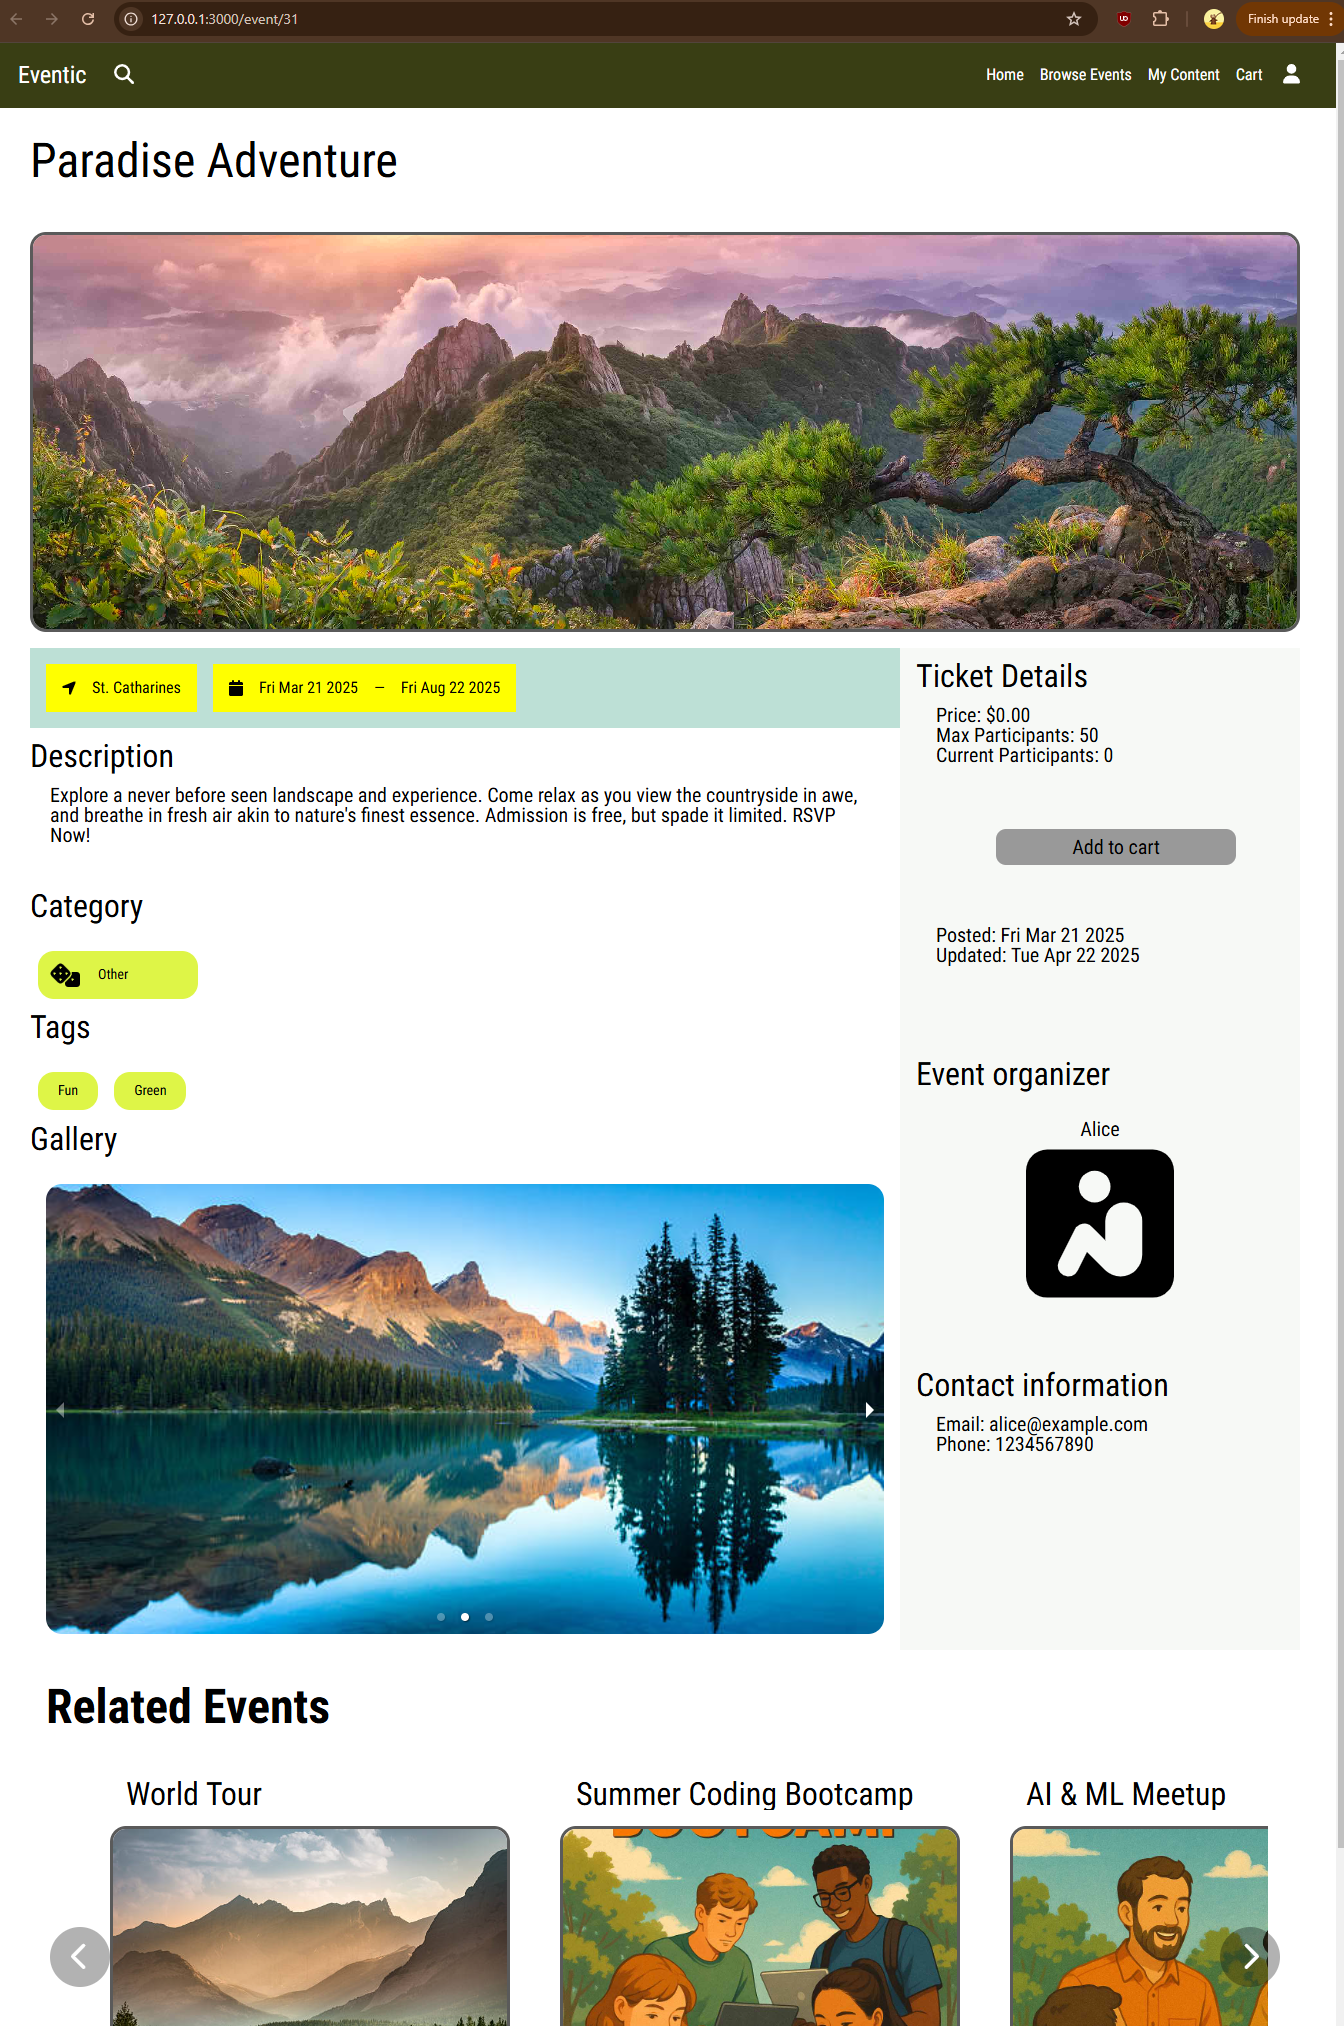 127.0.0.1:3000/event/31
Finish update
Eventic
Home Browse Events My Content Cart
Paradise Adventure
St. Catharines
Fri Mar 21 2025 — Fri Aug 22 2025
Description
Explore a never before seen landscape and experience. Come relax as you view the countryside in awe,
and breathe in fresh air akin to nature's finest essence. Admission is free, but spade it limited. RSVP
Now!
Category
Other
Tags
Fun Green
Gallery
Ticket Details
Price: $0.00
Max Participants: 50
Current Participants: 0
Add to cart
Posted: Fri Mar 21 2025
Updated: Tue Apr 22 2025
Event organizer
Alice
Contact information
Email: alice@example.com
Phone: 1234567890
Related Events
World Tour
Summer Coding Bootcamp
BOOTCAMP
AI & ML Meetup